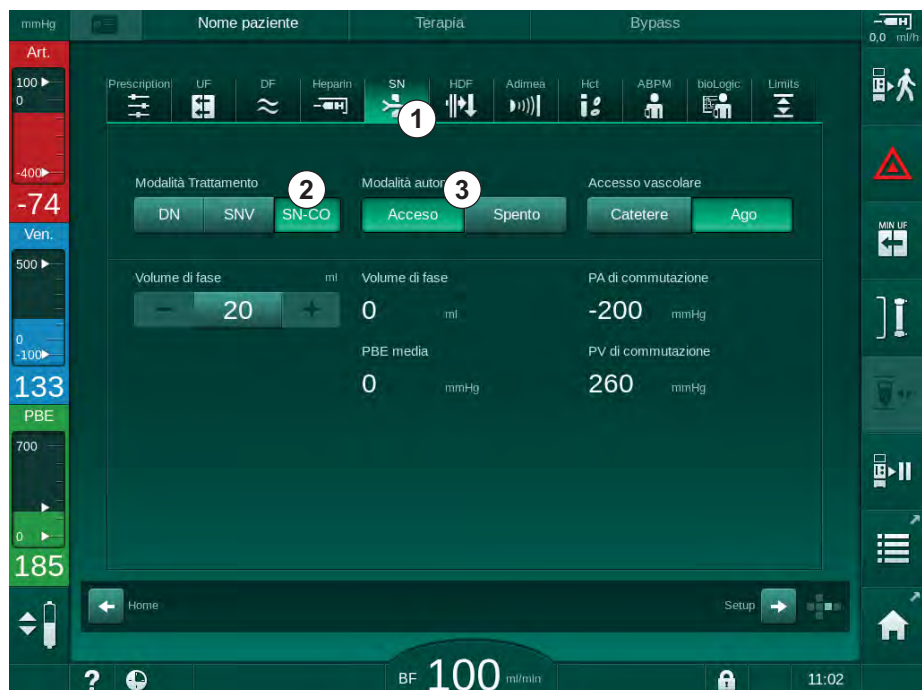 mmHg
Nome paziente
Terapia
Bypass
0,0 ml/h
Art.
100
0
-400
-74
Ven.
500
0
-100
133
PBE
700
0
185
Prescription
UF
DF
Heparin
SN
HDF
Adimea
Hct
ABPM
bioLogic
Limits
1
Modalità Trattamento
2
DN
SNV
SN-CO
Modalità autom
3
Acceso
Spento
Accesso vascolare
Catetere
Ago
Volume di fase
ml
20
Volume di fase
0 ml
PBE media
0 mmHg
PA di commutazione
-200 mmHg
PV di commutazione
260 mmHg
MIN UF
Home
Setup
?
BF 100 ml/min
11:02